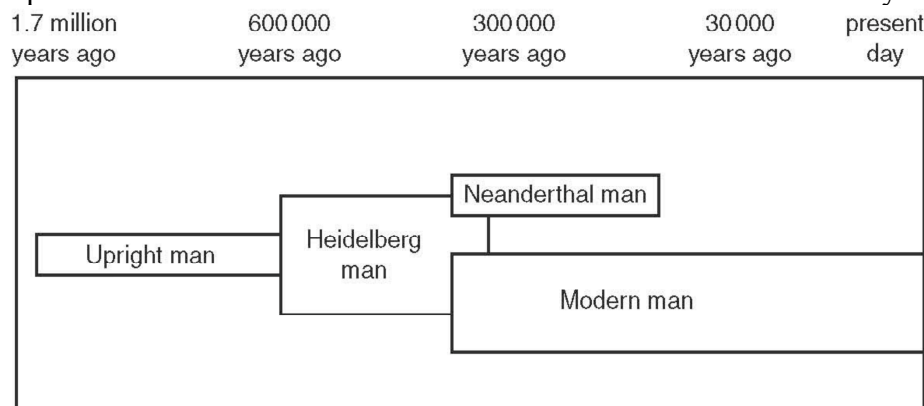 1.7 million 600 000 300 000 30 000 present
years ago years ago years ago years ago day
Neanderthal man
Upright man
Heidelberg
man
Modern man